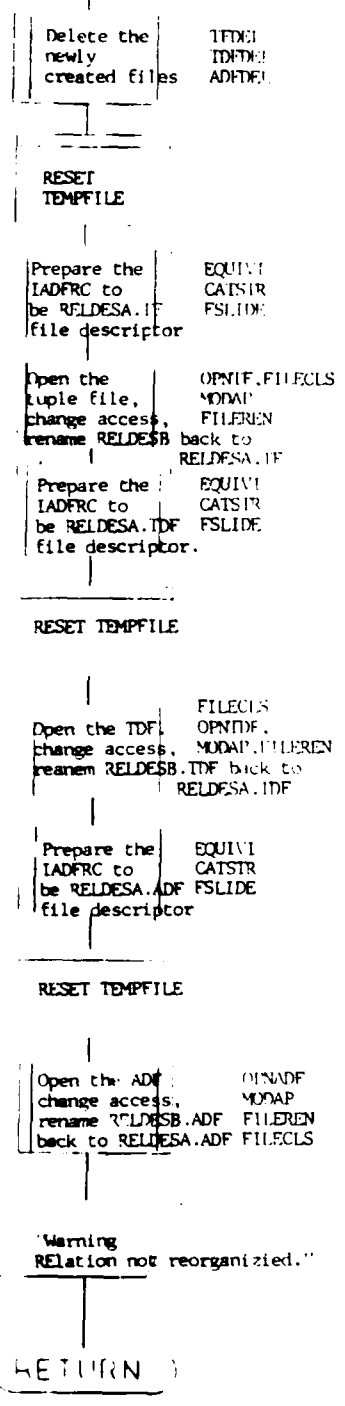 Delete the TFDEL
newly TDFDEL
created files ADFDEL
RESET
TEMPFILE
Prepare the EQUIVI
IADFRC to CATSTR
be RELDESA.TF FSLIDE
file descriptor
Open the OPNTF,FILECLS
tuple file, MODAP
change access, FILEREN
rename RELDESB back to
RELDESA.TF
Prepare the EQUIVI
IADFRC to CATSTR
be RELDESA.TDF FSLIDE
file descriptor.
RESET TEMPFILE
FILECLS
Open the TDF OPNTDF,
change access, MODAP,FILEREN
reanem RELDESB.TDF back to
RELDESA.TDF
Prepare the EQUIVI
IADFRC to CATSTR
be RELDESA.ADF FSLIDE
file descriptor
RESET TEMPFILE
Open the ADF OPNADF
change access, MODAP
rename RELDESB.ADF FILEREN
back to RELDESA.ADF FILECLS
"Warning
RElation not reorganizied."
RETURN